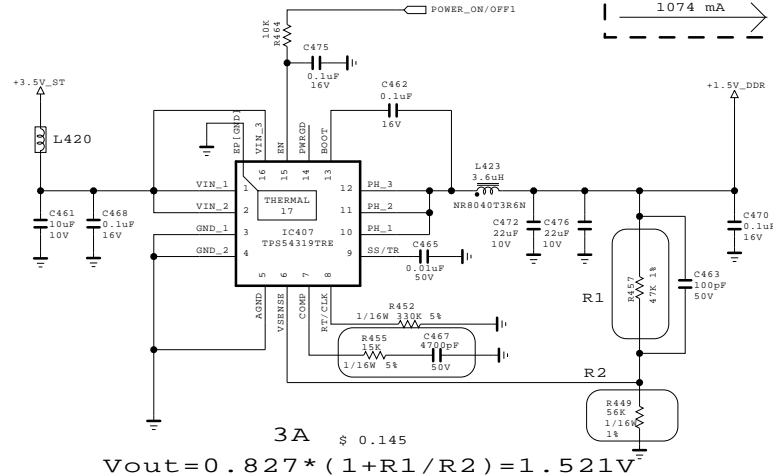 POWER_ON/OFF1
1074 mA
10K
R464
C475
0.1uF
16V
C462
0.1uF
16V
+3.5V_ST
+1.5V_DDR
L420
EP[GND]
VIN_3
EN
PWRGD
BOOT
16
15
14
13
L423
3.6uH
NR8040T3R6N
VIN_1
1
THERMAL
17
12
PH_3
VIN_2
2
11
PH_2
GND_1
3
IC407
TPS54319TRE
10
PH_1
GND_2
4
9
SS/TR
5
6
7
8
AGND
VSENSE
COMP
RT/CLK
C461
10uF
10V
C468
0.1uF
16V
C465
0.01uF
50V
C472
22uF
10V
C476
22uF
10V
C470
0.1uF
16V
R1
R457
47K 1%
C463
100pF
50V
R452
1/16W 330K 5%
R455
15K
1/16W 5%
C467
4700pF
50V
R2
R449
56K
1/16W
1%
3A
$ 0.145
Vout=0.827*(1+R1/R2)=1.521V